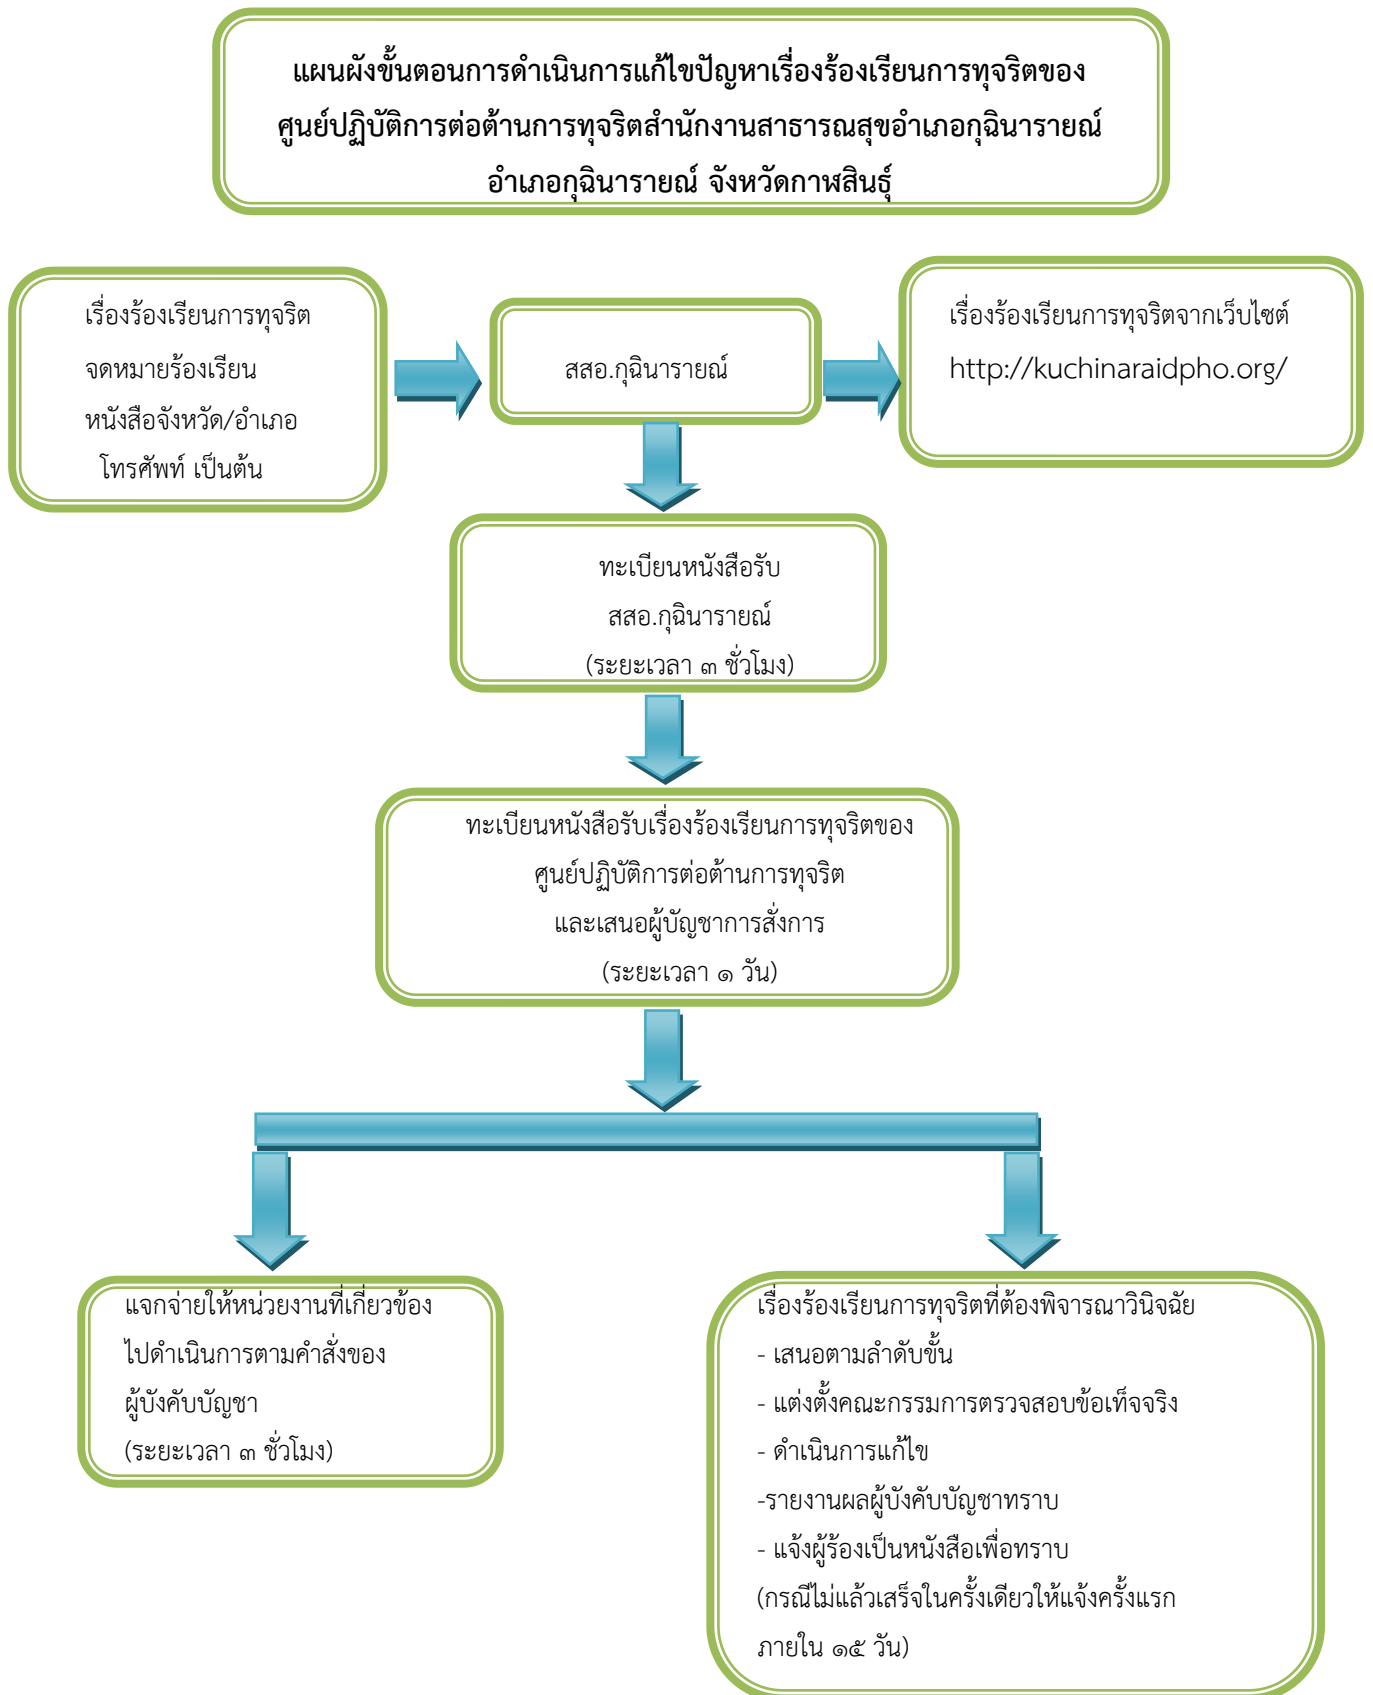 แผนผังขั้นตอนการดำเนินการแก้ไขปัญหาเรื่องร้องเรียนการทุจริตของ
ศูนย์ปฏิบัติการต่อต้านการทุจริตสำนักงานสาธารณสุขอำเภอกุฉินารายณ์
อำเภอกุฉินารายณ์ จังหวัดกาฬสินธุ์
เรื่องร้องเรียนการทุจริต
จดหมายร้องเรียน
หนังสือจังหวัด/อำเภอ
โทรศัพท์ เป็นต้น
สสอ.กุฉินารายณ์
เรื่องร้องเรียนการทุจริตจากเว็บไซต์
http://kuchinaraidpho.org/
ทะเบียนหนังสือรับ
สสอ.กุฉินารายณ์
(ระยะเวลา ๓ ชั่วโมง)
ทะเบียนหนังสือรับเรื่องร้องเรียนการทุจริตของ
ศูนย์ปฏิบัติการต่อต้านการทุจริต
และเสนอผู้บัญชาการสั่งการ
(ระยะเวลา ๑ วัน)
แจกจ่ายให้หน่วยงานที่เกี่ยวข้อง
ไปดำเนินการตามคำสั่งของ
ผู้บังคับบัญชา
(ระยะเวลา ๓ ชั่วโมง)
เรื่องร้องเรียนการทุจริตที่ต้องพิจารณาวินิจฉัย
- เสนอตามลำดับขั้น
- แต่งตั้งคณะกรรมการตรวจสอบข้อเท็จจริง
- ดำเนินการแก้ไข
-รายงานผลผู้บังคับบัญชาทราบ
- แจ้งผู้ร้องเป็นหนังสือเพื่อทราบ
(กรณีไม่แล้วเสร็จในครั้งเดียวให้แจ้งครั้งแรก
ภายใน ๑๕ วัน)